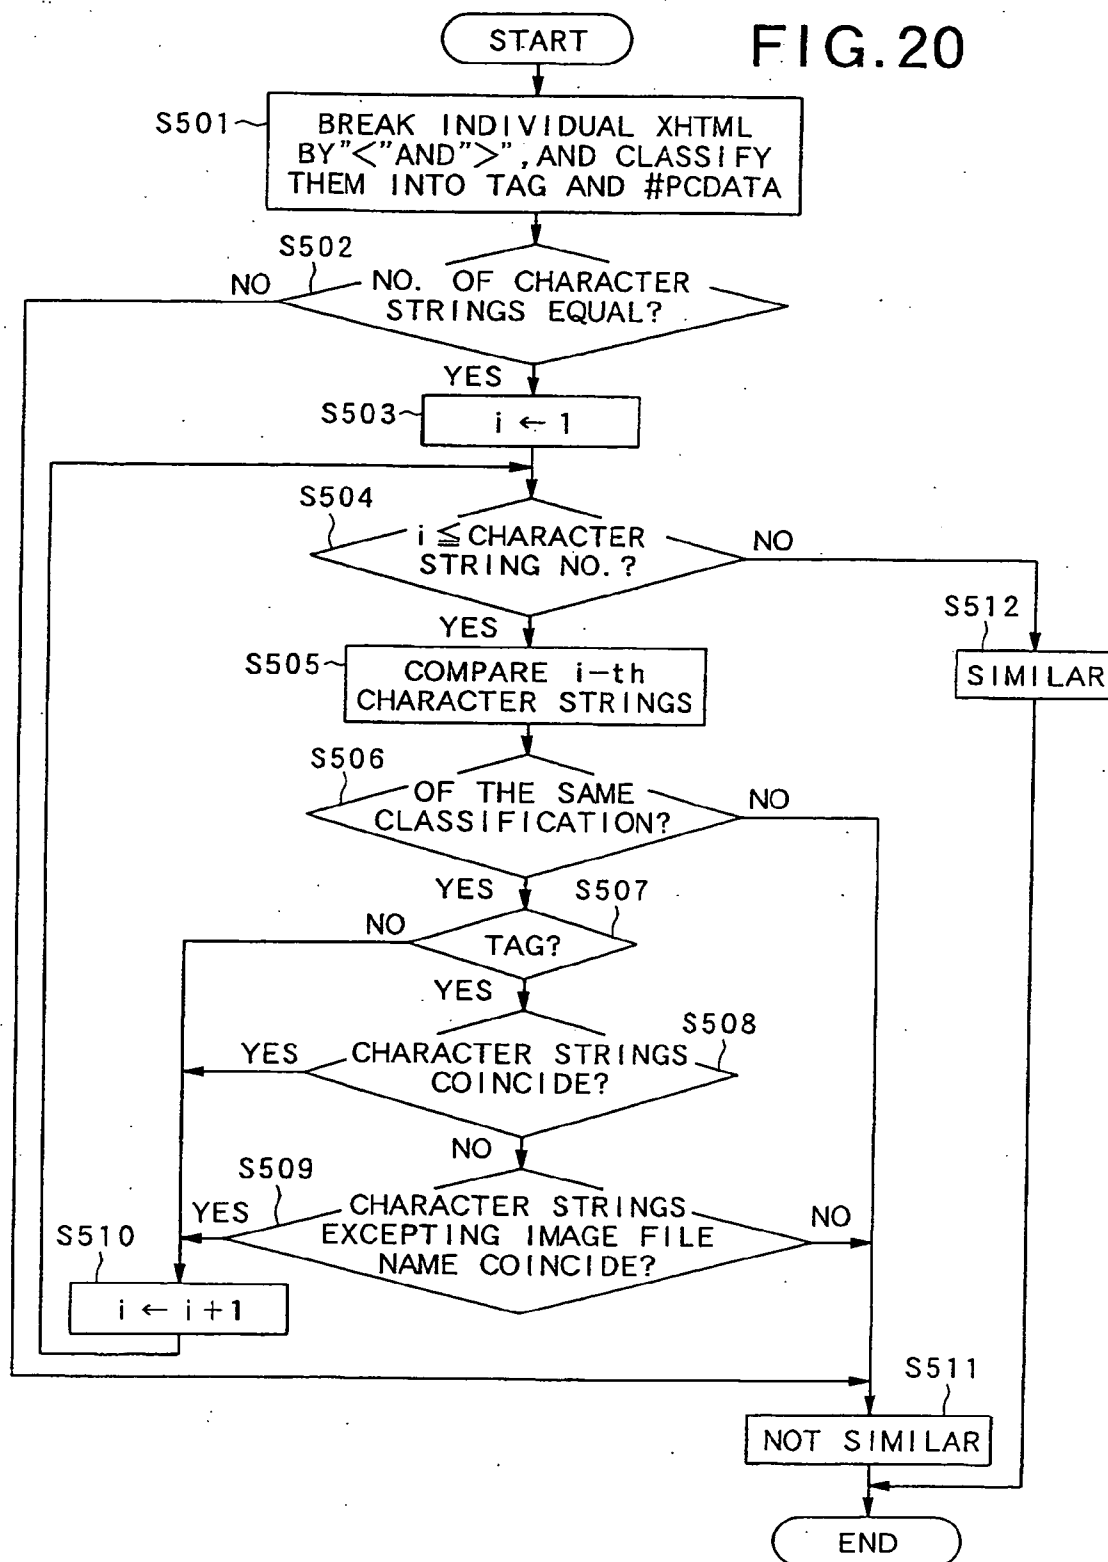 START
FIG.20
S501
BREAK INDIVIDUAL XHTML
BY"<"AND">",AND CLASSIFY
THEM INTO TAG AND #PCDATA
S502
NO
NO. OF CHARACTER
STRINGS EQUAL?
YES
S503
i ← 1
S504
i ≦ CHARACTER
STRING NO.?
NO
YES
S512
SIMILAR
S505
COMPARE i-th
CHARACTER STRINGS
S506
OF THE SAME
CLASSIFICATION?
NO
YES
S507
NO
TAG?
YES
S508
YES
CHARACTER STRINGS
COINCIDE?
NO
S509
YES
CHARACTER STRINGS
EXCEPTING IMAGE FILE
NAME COINCIDE?
NO
S510
i ← i+1
S511
NOT SIMILAR
END